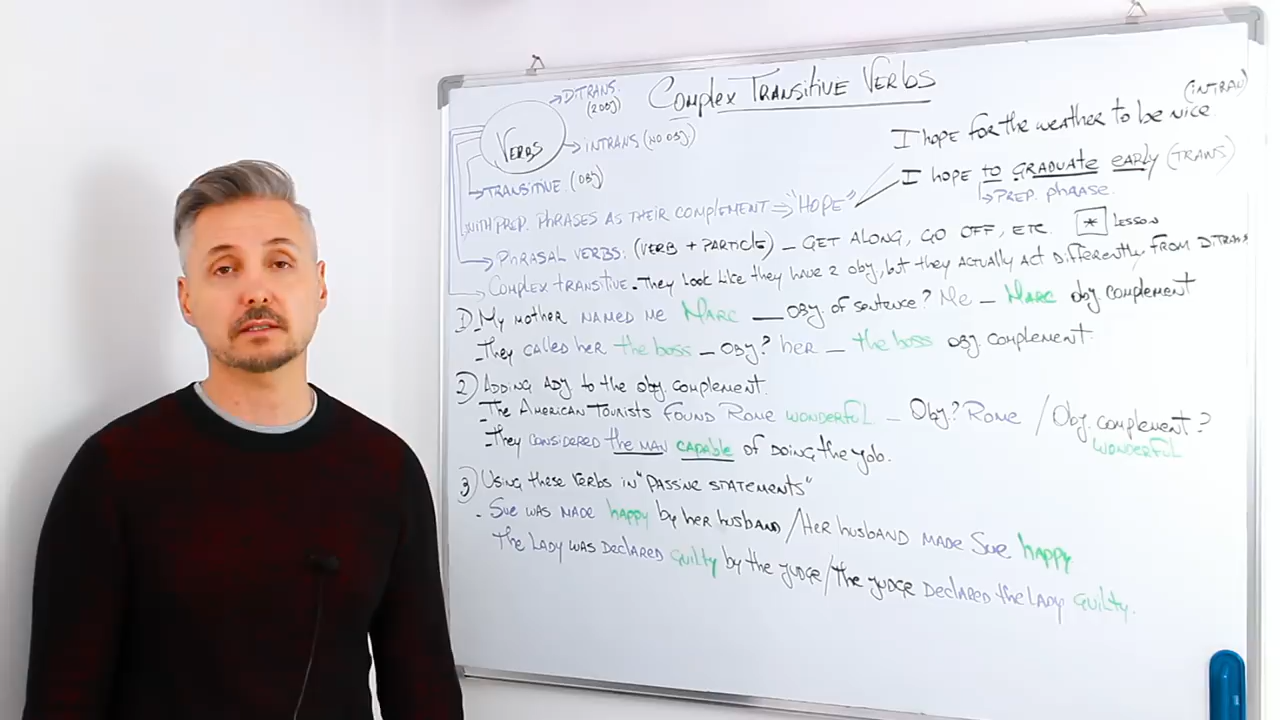 Complex Transitive Verbs
Verbs
DiTRANS.
(2 obj)
iNTRANS (NO obj)
TRANSITIVE. (obj)
WITH PREP. PHRASES AS THEIR COMPLEMENT ⇒ "HOPE"
I hope for the weather to be nice.
(iNTRAN)
I hope to GRADUATE EARLY (TRANS)
PREP. phrase.
PHRASAL VERBS: (VERB + PARTICLE) – GET ALONG, GO OFF, ETC. * LESSON
Complex transitive. They look like they have 2 obj, but they actually act differently from DiTRANS
1) My mother NAMED me MARC — obj. of sentence? Me – MARC obj. complement
- They CALLED her the boss – obj? her – the boss obj. complement.
2) Adding ADJ to the obj. complement.
- The American Tourists found Rome WONDERFUL – Obj? Rome / Obj. complement?
WONDERFUL
- They CONSIDERED the MAN CAPABLE of doing the job.
3) Using these verbs in "PASSIVE STATEMENTS"
- Sue was made happy by her husband / Her husband made Sue happy
The LADY was DECLARED GUILTY by the JUDGE / the JUDGE DECLARED the LADY GUILTY.